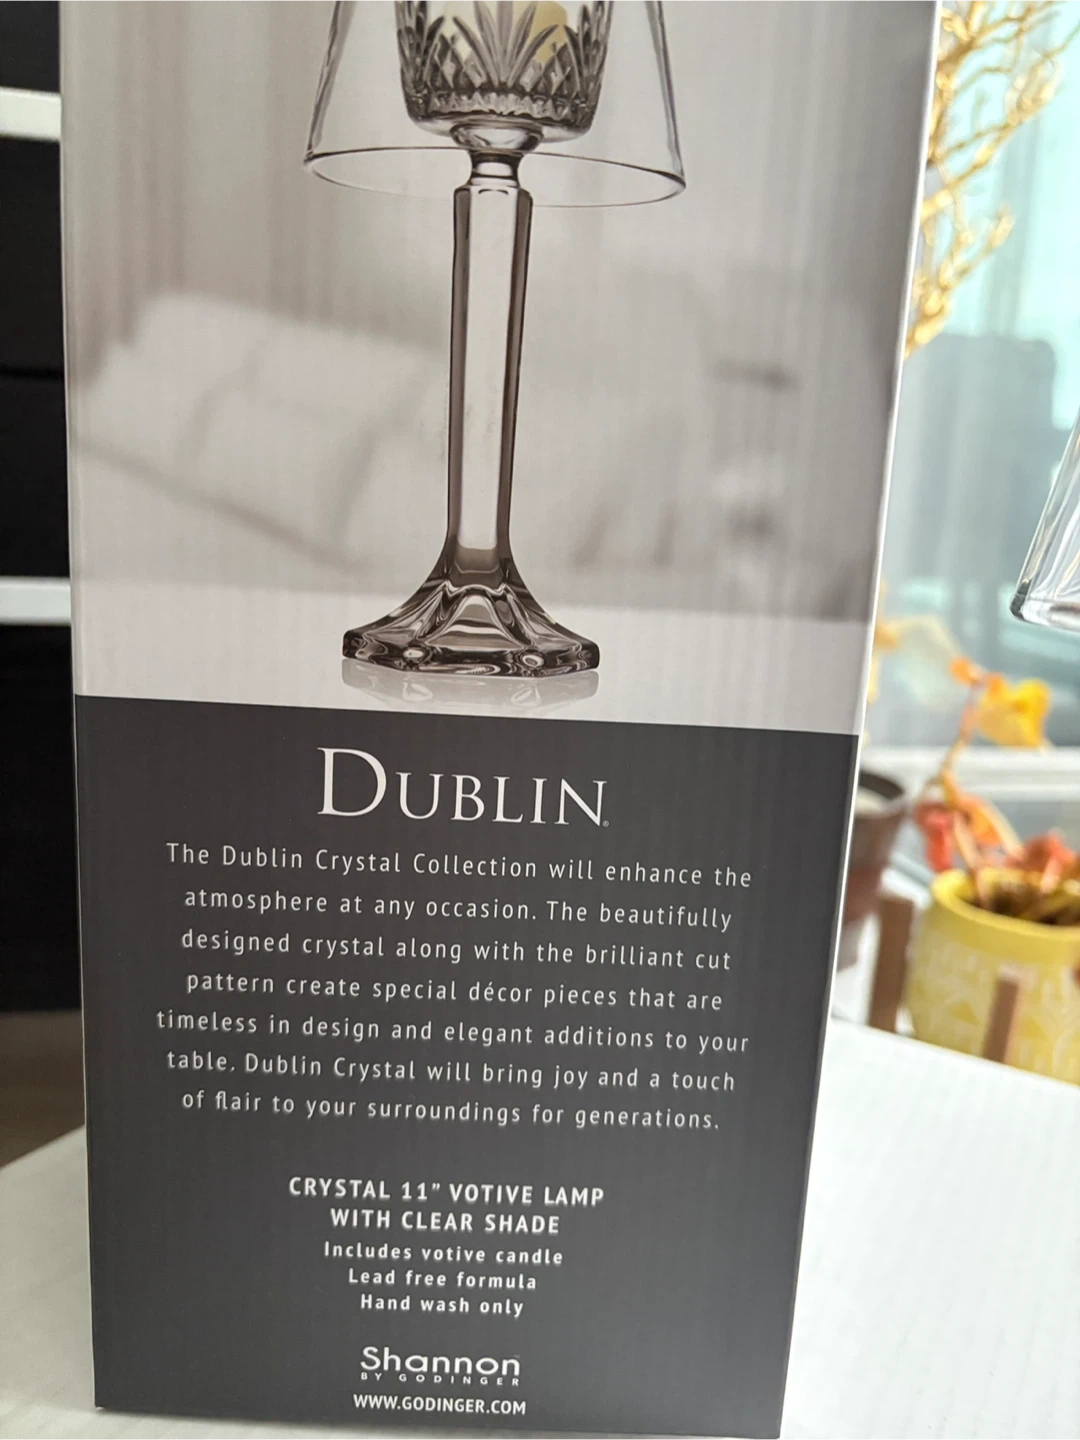 DUBLIN®
The Dublin Crystal Collection will enhance the
atmosphere at any occasion. The beautifully
designed crystal along with the brilliant cut
pattern create special décor pieces that are
timeless in design and elegant additions to your
table. Dublin Crystal will bring joy and a touch
of flair to your surroundings for generations.
CRYSTAL 11” VOTIVE LAMP
WITH CLEAR SHADE
Includes votive candle
Lead free formula
Hand wash only
Shannon
BY GODINGER
WWW.GODINGER.COM